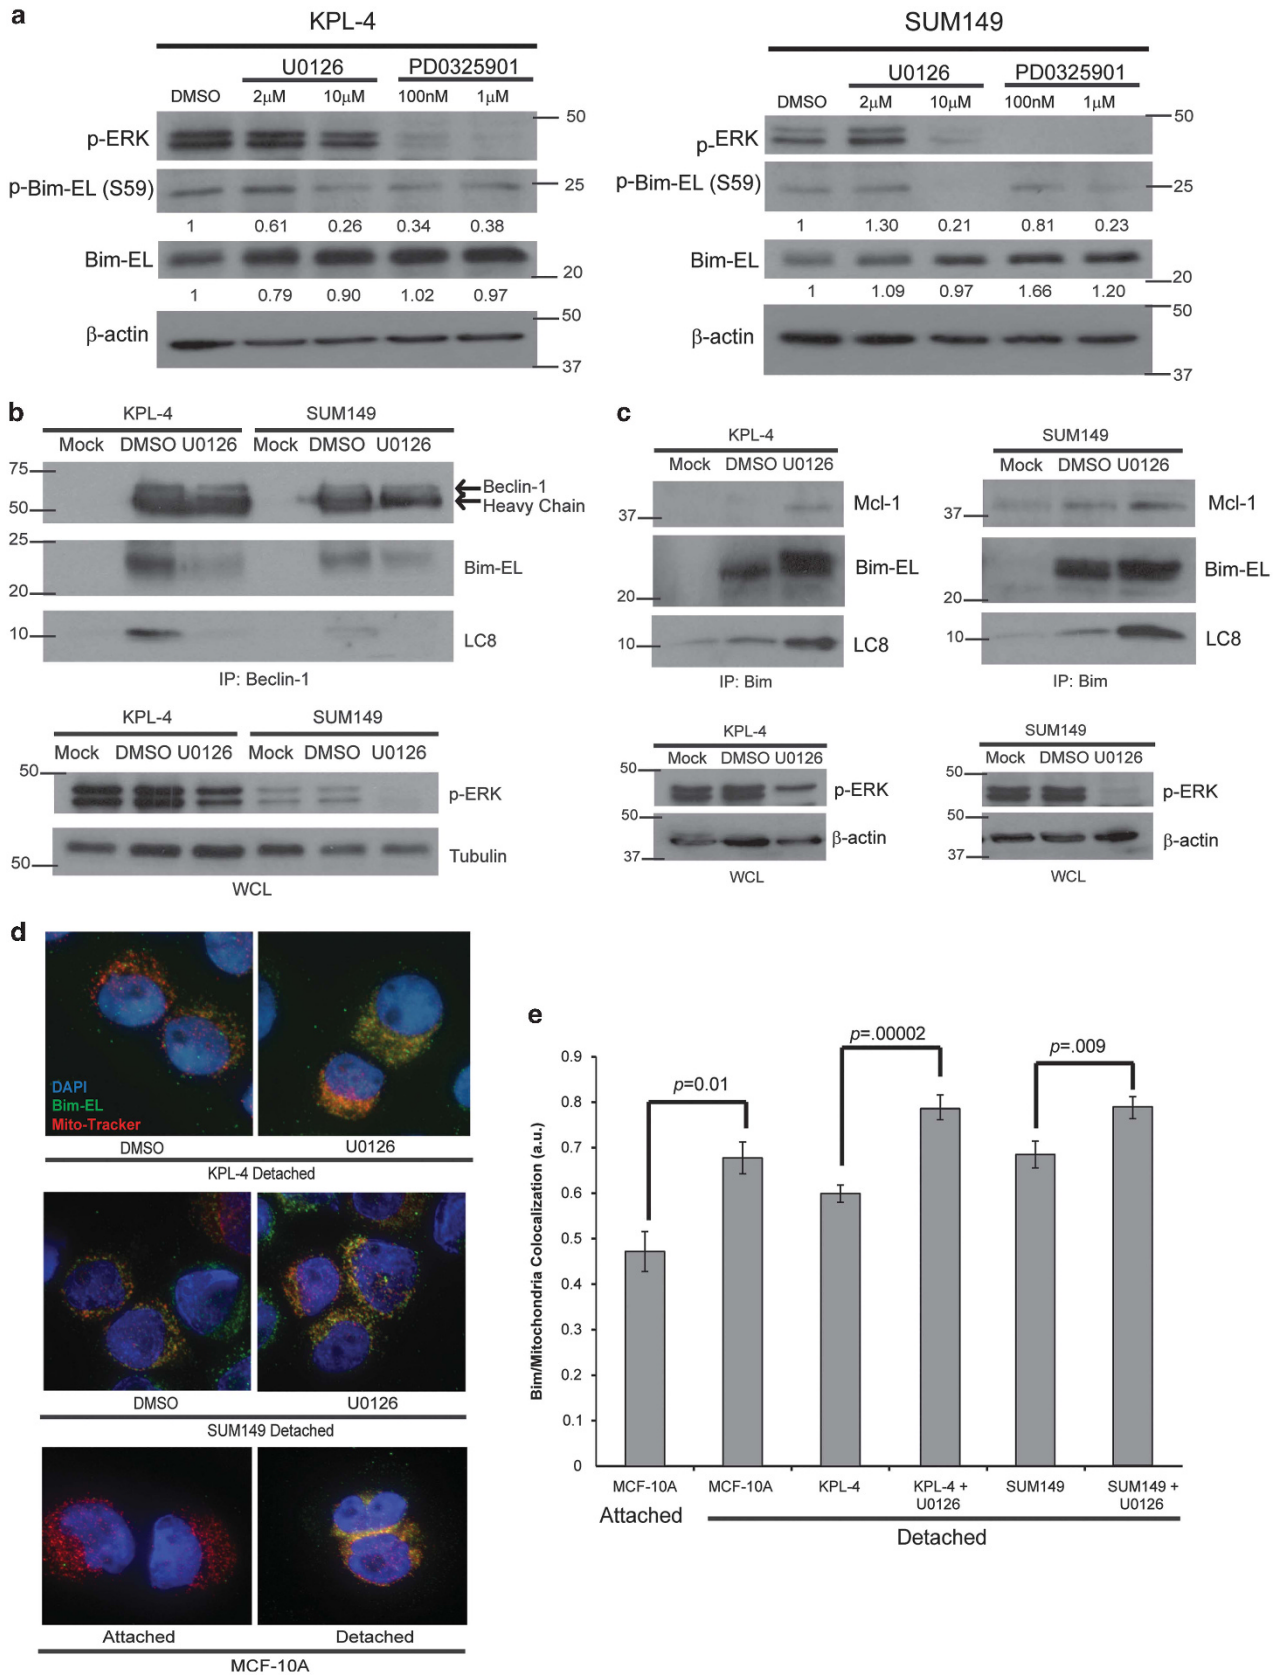 a
KPL-4
U0126 PD0325901
DMSO 2µM 10µM 100nM 1µM
p-ERK
50
p-Bim-EL (S59)
25
1 0.61 0.26 0.34 0.38
Bim-EL
20
1 0.79 0.90 1.02 0.97
β-actin
50
37
SUM149
U0126 PD0325901
DMSO 2µM 10µM 100nM 1µM
p-ERK
50
p-Bim-EL (S59)
25
1 1.30 0.21 0.81 0.23
Bim-EL
20
1 1.09 0.97 1.66 1.20
β-actin
50
37
b
KPL-4 SUM149
Mock DMSO U0126 Mock DMSO U0126
75
50
Beclin-1
Heavy Chain
25
20
Bim-EL
10
LC8
IP: Beclin-1
KPL-4 SUM149
Mock DMSO U0126 Mock DMSO U0126
50
p-ERK
50
Tubulin
WCL
c
KPL-4
Mock DMSO U0126
37
Mcl-1
Bim-EL
20
10
LC8
IP: Bim
SUM149
Mock DMSO U0126
37
Mcl-1
Bim-EL
20
10
LC8
IP: Bim
KPL-4
Mock DMSO U0126
50
p-ERK
50
β-actin
37
WCL
SUM149
Mock DMSO U0126
50
p-ERK
50
β-actin
37
WCL
d
DAPI
Bim-EL
Mito-Tracker
DMSO U0126
KPL-4 Detached
DMSO U0126
SUM149 Detached
Attached Detached
MCF-10A
e
p=0.01
p=.00002
p=.009
Bim/Mitochondria Colocalization (a.u.)
0.9
0.8
0.7
0.6
0.5
0.4
0.3
0.2
0.1
0
MCF-10A MCF-10A KPL-4 KPL-4 + U0126 SUM149 SUM149 + U0126
Attached
Detached